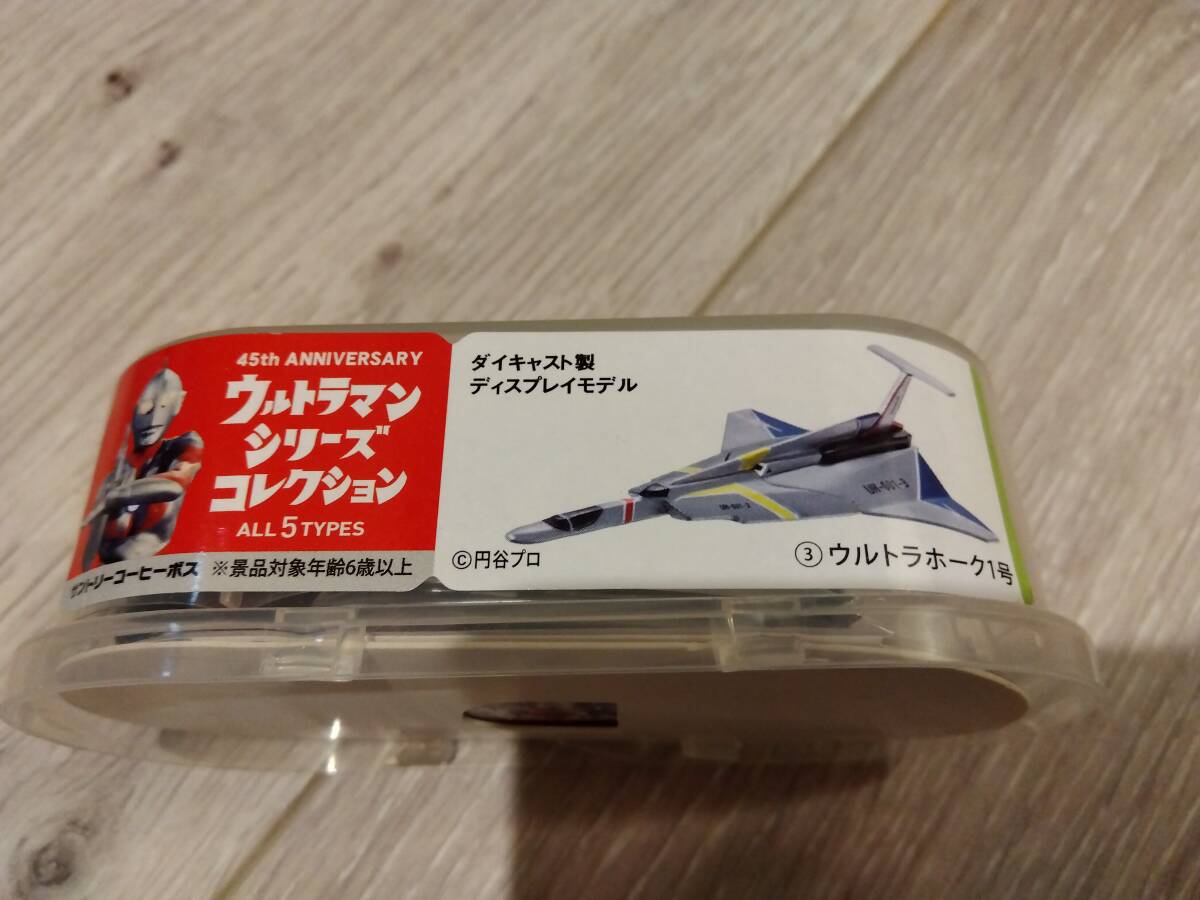 45th ANNIVERSARY
ウルトラマン
シリーズ
コレクション
ALL 5 TYPES
サントリーコーヒーボス
※景品対象年齢6歳以上
ダイキャスト製
ディスプレイモデル
UH-001-3
©円谷プロ
③ウルトラホーク1号